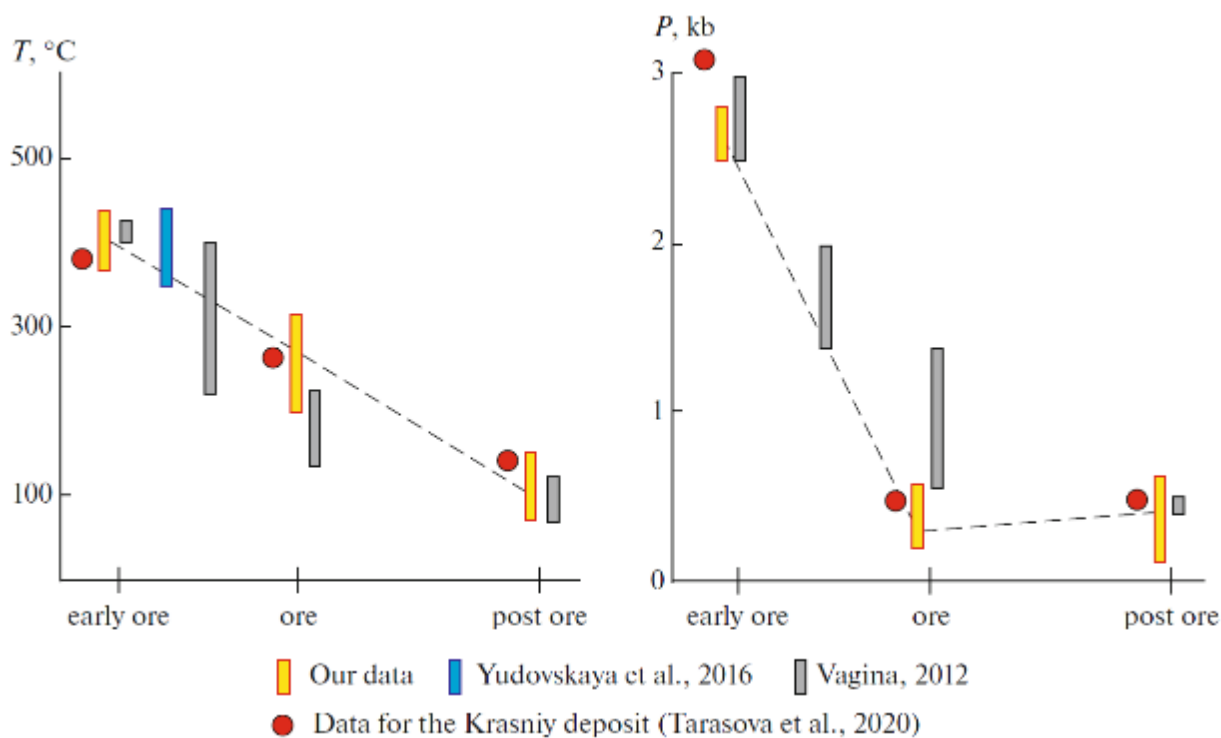 T, °C
500
300
100
early ore
ore
post ore
P, kb
3
2
1
0
early ore
ore
post ore
Our data
Yudovskaya et al., 2016
Vagina, 2012
Data for the Krasniy deposit (Tarasova et al., 2020)